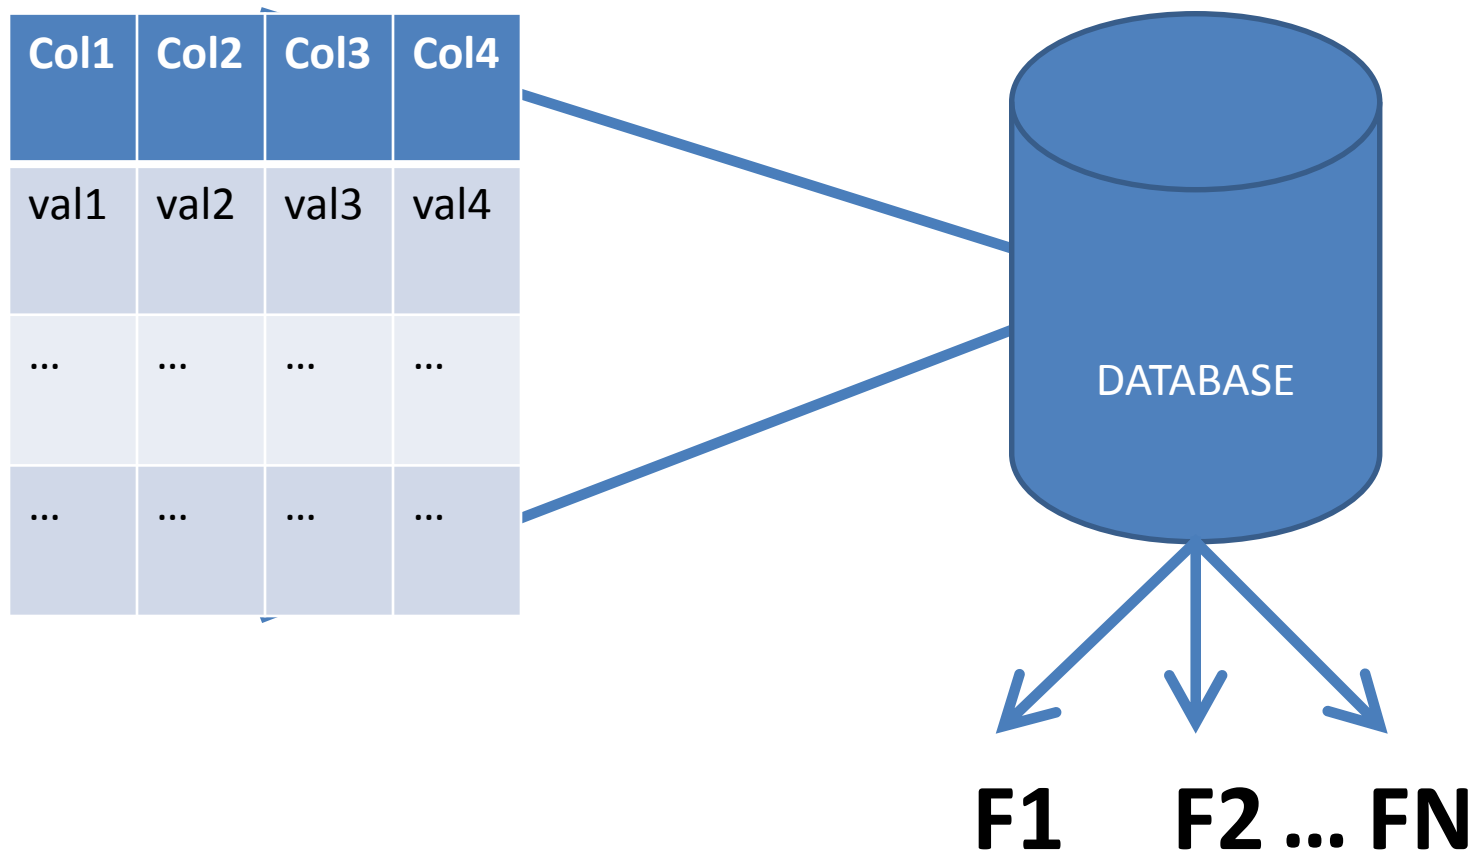 Col1 Col2 Col3 Col4
val1 val2 val3 val4
... ... ... ...
... ... ... ...
DATABASE
F1 F2 ... FN